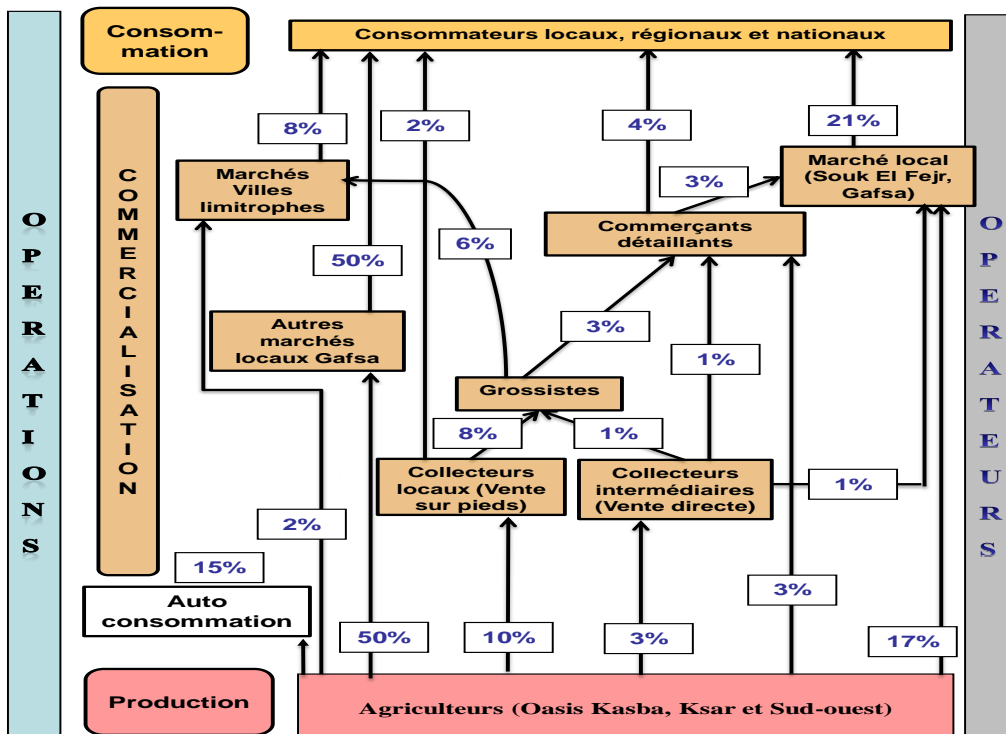 Consom-
mation
Consommateurs locaux, régionaux et nationaux
8%
2%
4%
21%
Marchés
Villes
limitrophes
3%
Marché local
(Souk El Fejr,
Gafsa)
Commerçants
détaillants
6%
50%
Autres
marchés
locaux Gafsa
3%
1%
Grossistes
8%
1%
Collecteurs
locaux (Vente
sur pieds)
Collecteurs
intermédiaires
(Vente directe)
1%
2%
15%
Auto
consommation
3%
50%
10%
3%
17%
Production
Agriculteurs (Oasis Kasba, Ksar et Sud-ouest)
OPERATIONS
COMMERCIALISATION
OPERATEURS